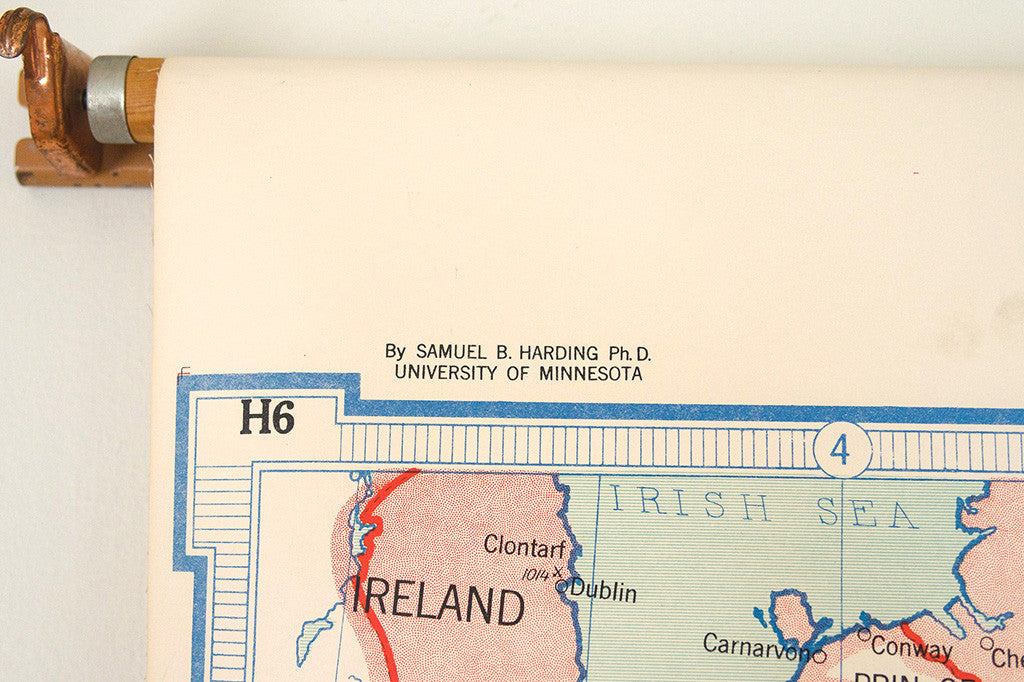 By SAMUEL B. HARDING Ph.D.
UNIVERSITY OF MINNESOTA
H6
4
IRISH SEA
Clontarf
1014 x
Dublin
IRELAND
Carnarvon
Conway